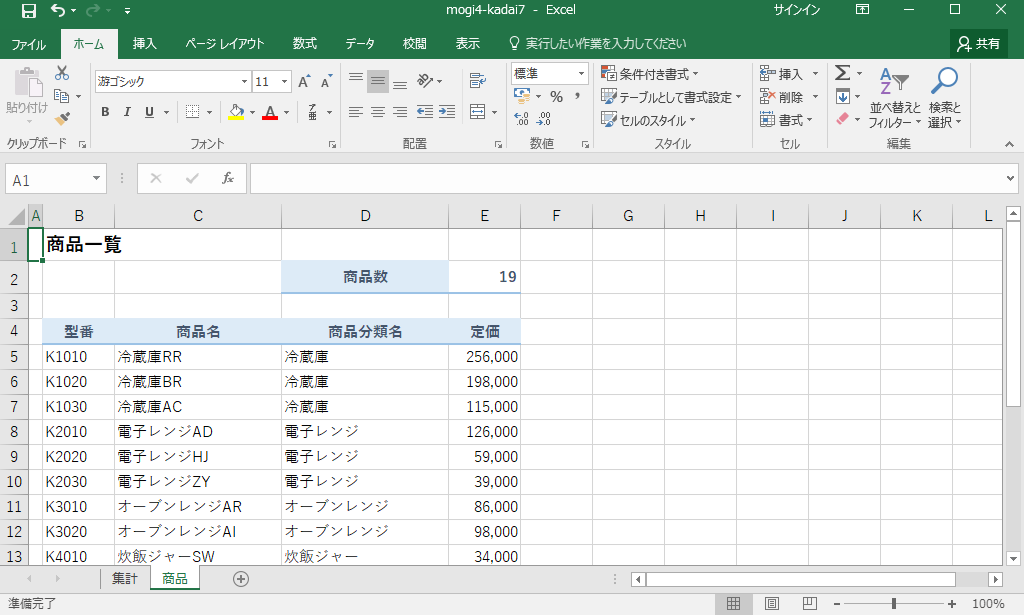 mogi4-kadai7 - Excel サインイン
ファイル ホーム 挿入 ページ レイアウト 数式 データ 校閲 表示 実行したい作業を入力してください 共有
貼り付け 游ゴシック 11 A A 標準 条件付き書式 挿入 Σ 並べ替えと フィルター 検索と 選択
B I U A 亜 % , テーブルとして書式設定 削除
セルのスタイル 書式
クリップボード フォント 配置 数値 スタイル セル 編集
A1 fx
A B C D E F G H I J K L
1 商品一覧
2 商品数 19
3
4 型番 商品名 商品分類名 定価
5 K1010 冷蔵庫RR 冷蔵庫 256,000
6 K1020 冷蔵庫BR 冷蔵庫 198,000
7 K1030 冷蔵庫AC 冷蔵庫 115,000
8 K2010 電子レンジAD 電子レンジ 126,000
9 K2020 電子レンジHJ 電子レンジ 59,000
10 K2030 電子レンジZY 電子レンジ 39,000
11 K3010 オーブンレンジAR オーブンレンジ 86,000
12 K3020 オーブンレンジAI オーブンレンジ 98,000
13 K4010 炊飯ジャーSW 炊飯ジャー 34,000
集計 商品
準備完了 100%